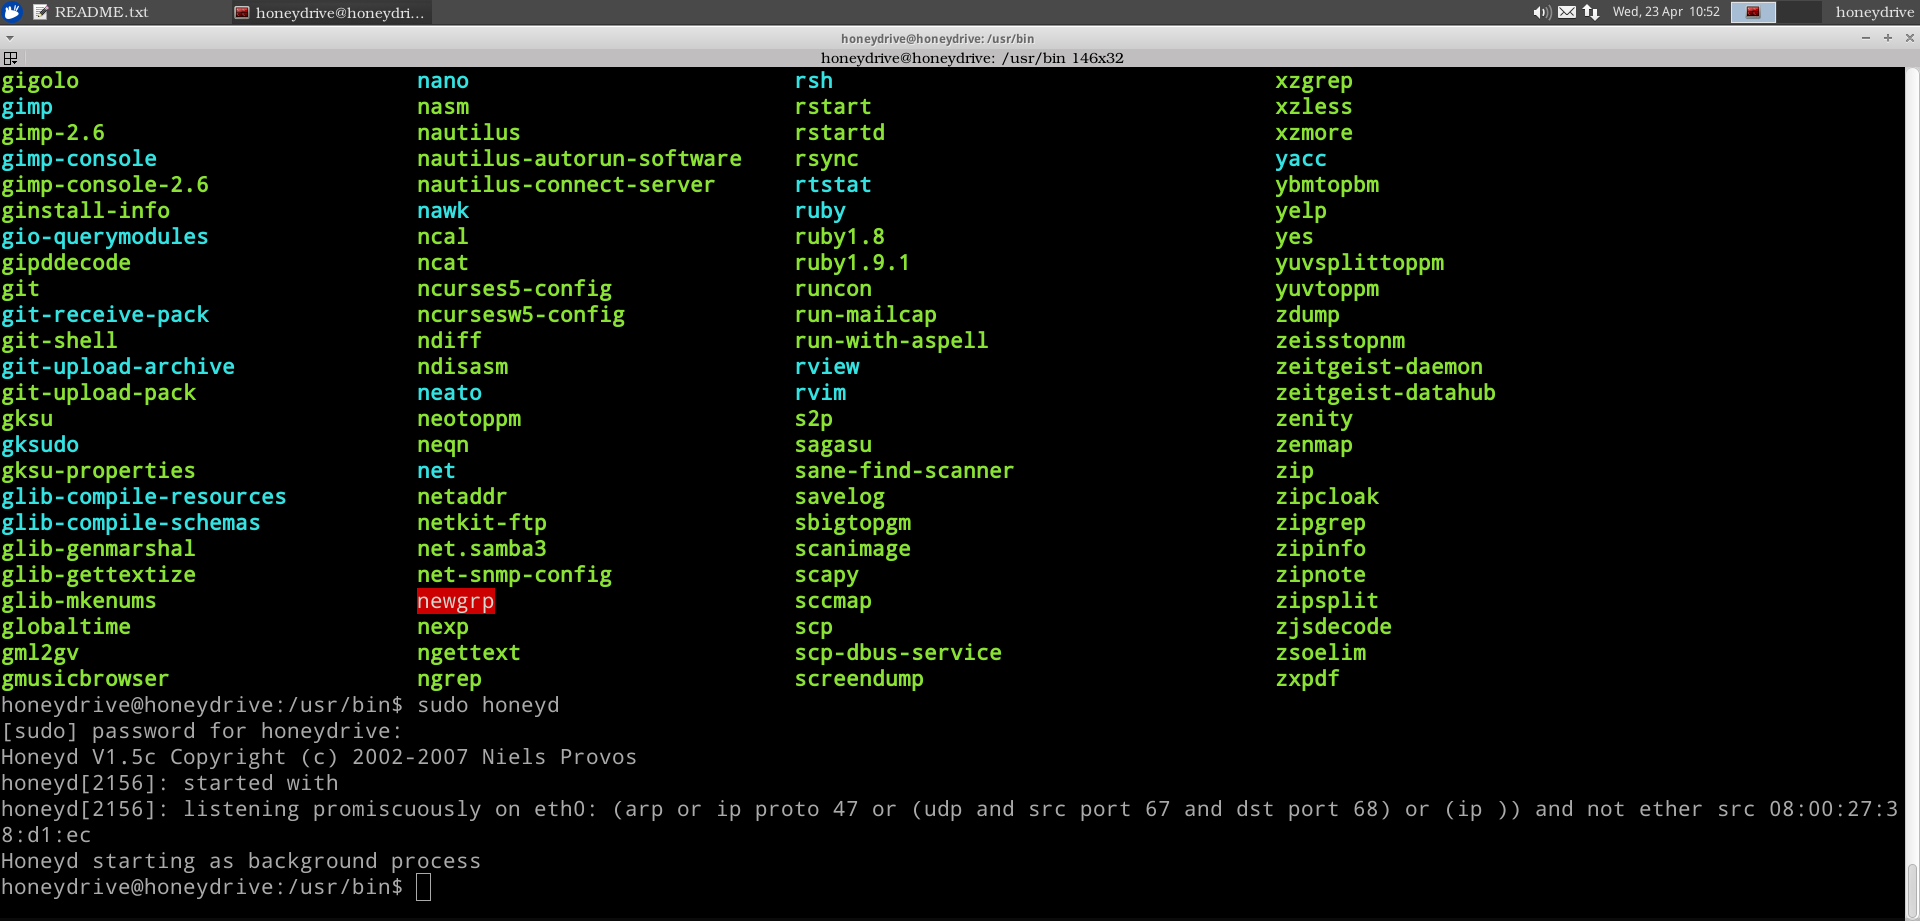 README.txt honeydrive@honeydri... Wed, 23 Apr 10:52 honeydrive
honeydrive@honeydrive: /usr/bin
honeydrive@honeydrive: /usr/bin 146x32
gigolo nano rsh xzgrep
gimp nasm rstart xzless
gimp-2.6 nautilus rstartd xzmore
gimp-console nautilus-autorun-software rsync yacc
gimp-console-2.6 nautilus-connect-server rtstat ybmtopbm
ginstall-info nawk ruby yelp
gio-querymodules ncal ruby1.8 yes
gipddecode ncat ruby1.9.1 yuvsplittoppm
git ncurses5-config runcon yuvtoppm
git-receive-pack ncursesw5-config run-mailcap zdump
git-shell ndiff run-with-aspell zeisstopnm
git-upload-archive ndisasm rview zeitgeist-daemon
git-upload-pack neato rvim zeitgeist-datahub
gksu neotoppm s2p zenity
gksudo neqn sagasu zenmap
gksu-properties net sane-find-scanner zip
glib-compile-resources netaddr savelog zipcloak
glib-compile-schemas netkit-ftp sbigtopgm zipgrep
glib-genmarshal net.samba3 scanimage zipinfo
glib-gettextize net-snmp-config scapy zipnote
glib-mkenums newgrp sccmap zipsplit
globaltime nexp scp zjsdecode
gml2gv ngettext scp-dbus-service zsoelim
gmusicbrowser ngrep screendump zxpdf
honeydrive@honeydrive:/usr/bin$ sudo honeyd
[sudo] password for honeydrive:
Honeyd V1.5c Copyright (c) 2002-2007 Niels Provos
honeyd[2156]: started with
honeyd[2156]: listening promiscuously on eth0: (arp or ip proto 47 or (udp and src port 67 and dst port 68) or (ip )) and not ether src 08:00:27:3
8:d1:ec
Honeyd starting as background process
honeydrive@honeydrive:/usr/bin$